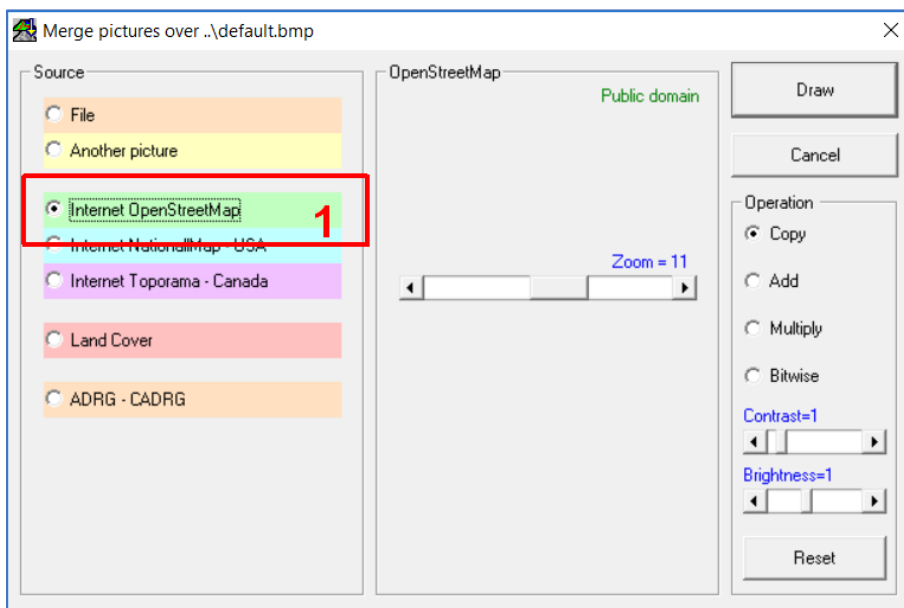 Merge pictures over ..\default.bmp
Source
File
Another picture
Internet OpenStreetMap
1
Internet NationallMap - USA
Internet Toporama - Canada
Land Cover
ADRG - CADRG
OpenStreetMap
Public domain
Zoom = 11
Draw
Cancel
Operation
Copy
Add
Multiply
Bitwise
Contrast=1
Brightness=1
Reset